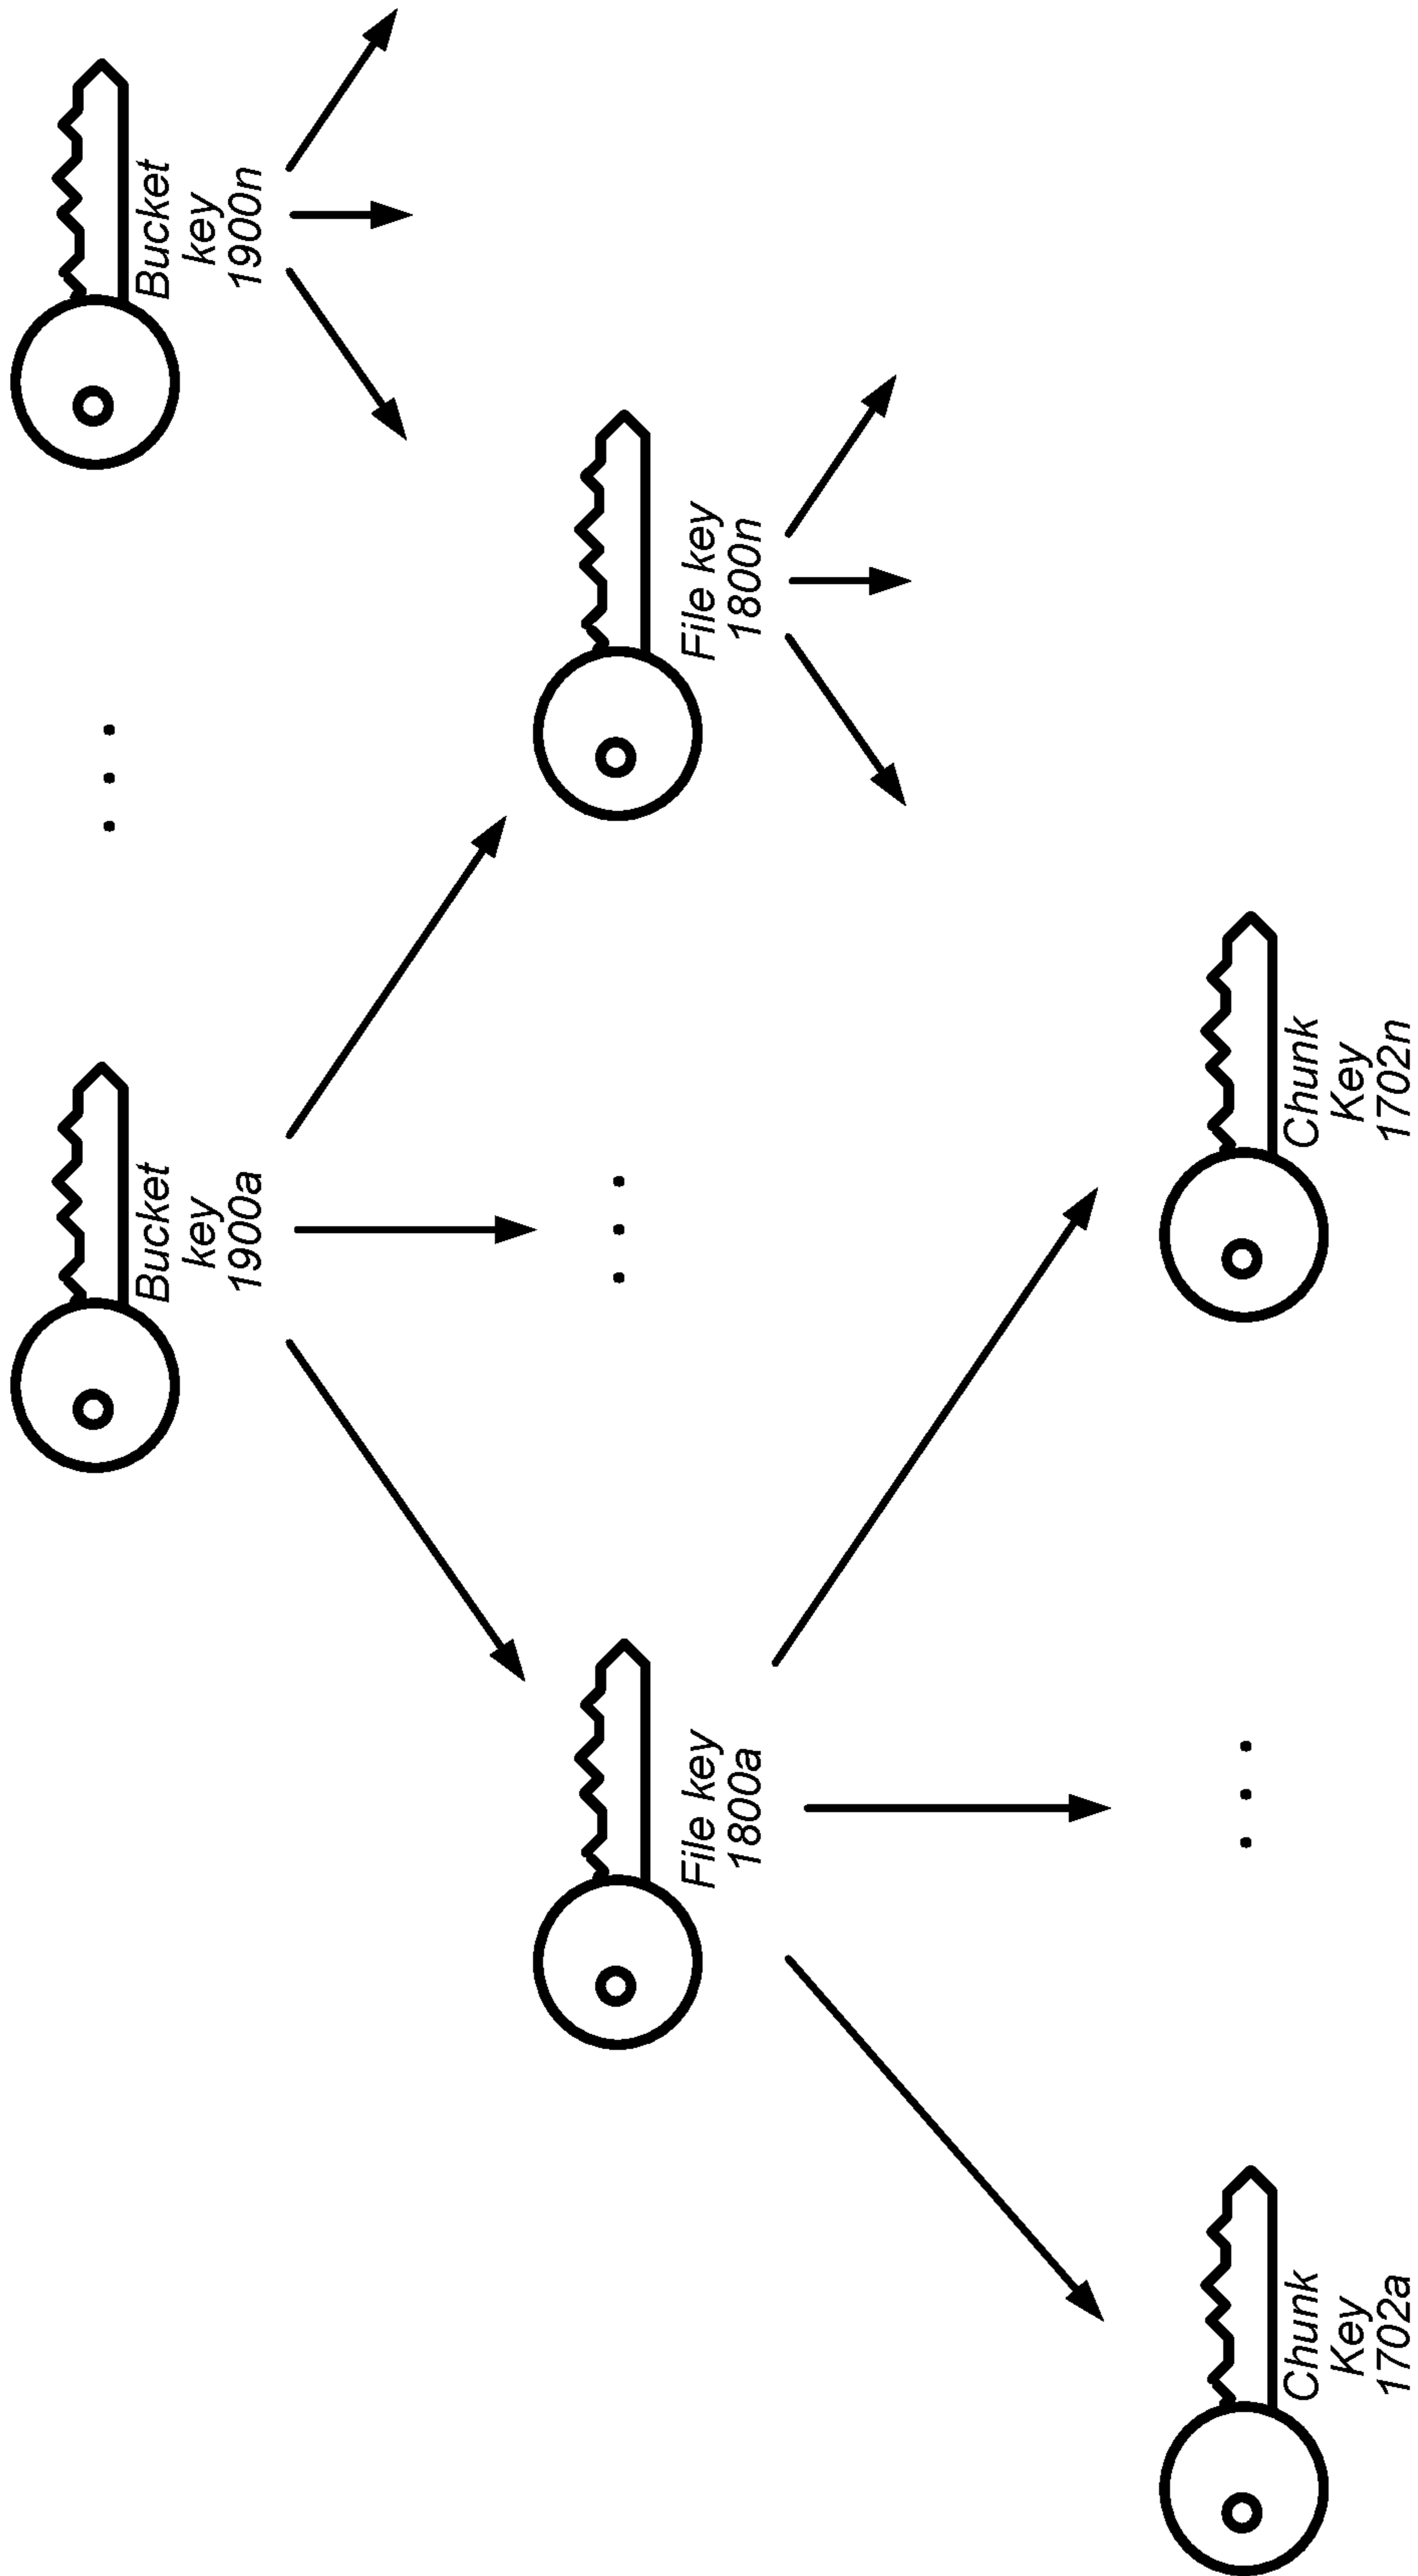 Bucket
key
1900a
Bucket
key
1900n
File key
1800a
File key
1800n
Chunk
Key
1702a
Chunk
Key
1702n